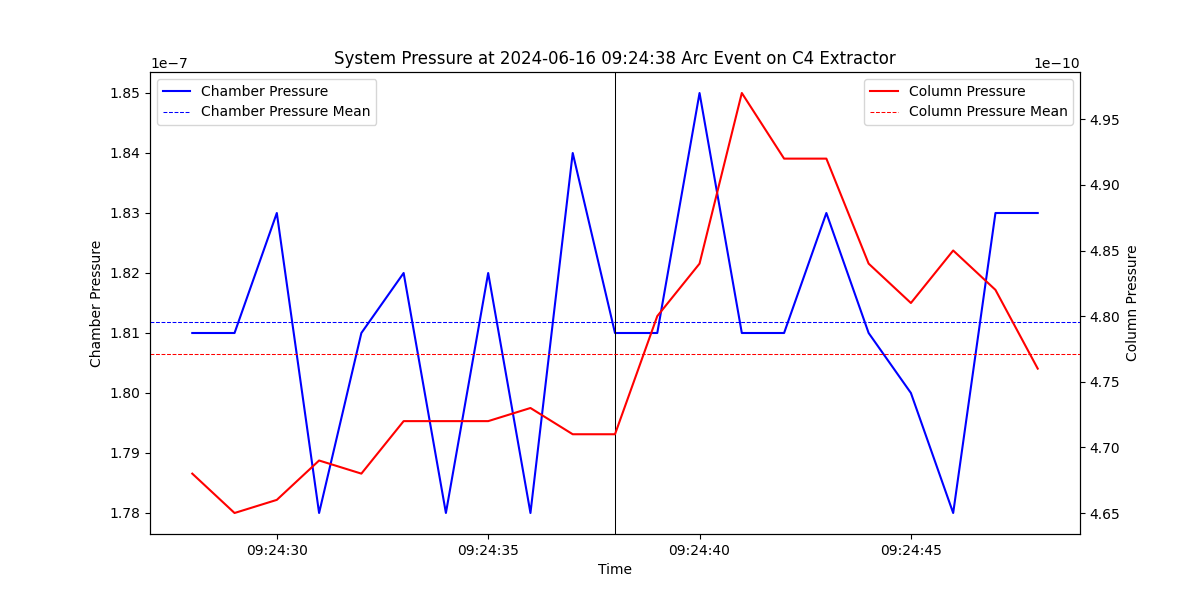 System Pressure at 2024-06-16 09:24:38 Arc Event on C4 Extractor
1e−7
1e−10
Chamber Pressure
Chamber Pressure Mean
Column Pressure
Column Pressure Mean
1.85
1.84
1.83
1.82
1.81
1.80
1.79
1.78
Chamber Pressure
4.95
4.90
4.85
4.80
4.75
4.70
4.65
Column Pressure
09:24:30
09:24:35
09:24:40
09:24:45
Time